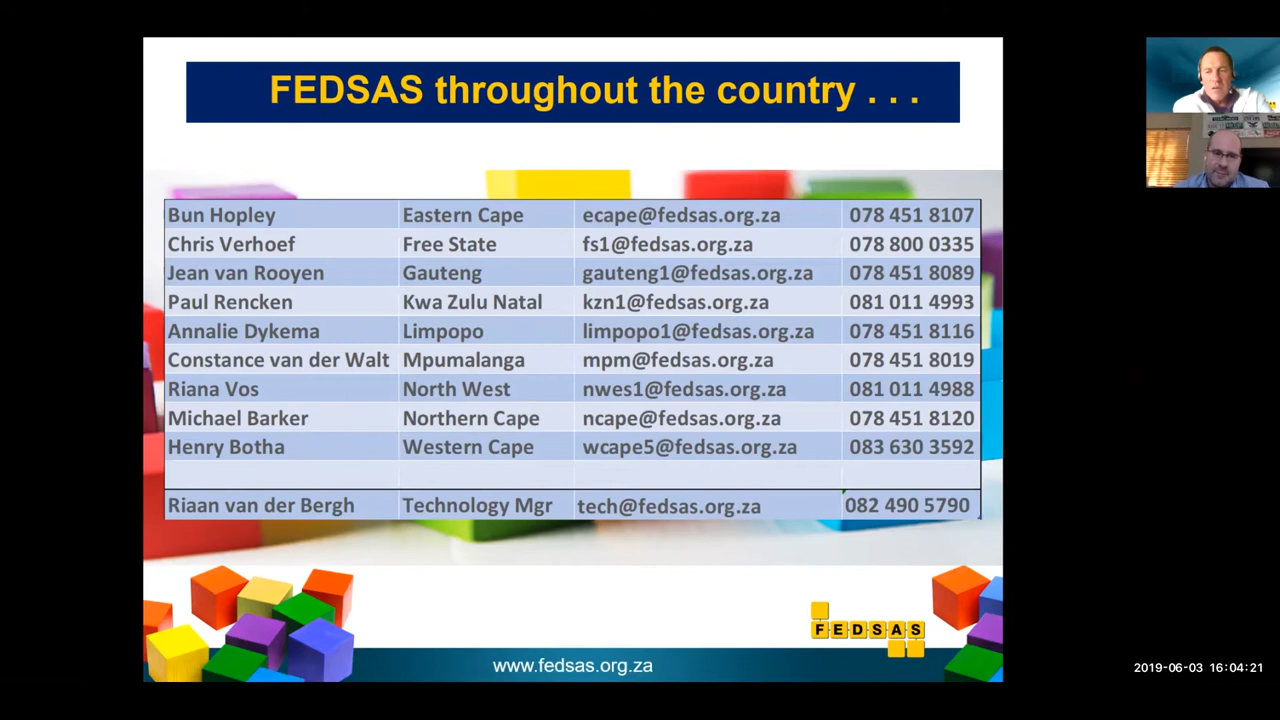 FEDSAS throughout the country . . .
Bun Hopley Eastern Cape ecape@fedsas.org.za 078 451 8107
Chris Verhoef Free State fs1@fedsas.org.za 078 800 0335
Jean van Rooyen Gauteng gauteng1@fedsas.org.za 078 451 8089
Paul Rencken Kwa Zulu Natal kzn1@fedsas.org.za 081 011 4993
Annalie Dykema Limpopo limpopo1@fedsas.org.za 078 451 8116
Constance van der Walt Mpumalanga mpm@fedsas.org.za 078 451 8019
Riana Vos North West nwes1@fedsas.org.za 081 011 4988
Michael Barker Northern Cape ncape@fedsas.org.za 078 451 8120
Henry Botha Western Cape wcape5@fedsas.org.za 083 630 3592
Riaan van der Bergh Technology Mgr tech@fedsas.org.za 082 490 5790
FEDSAS
www.fedsas.org.za
2019-06-03 16:04:21